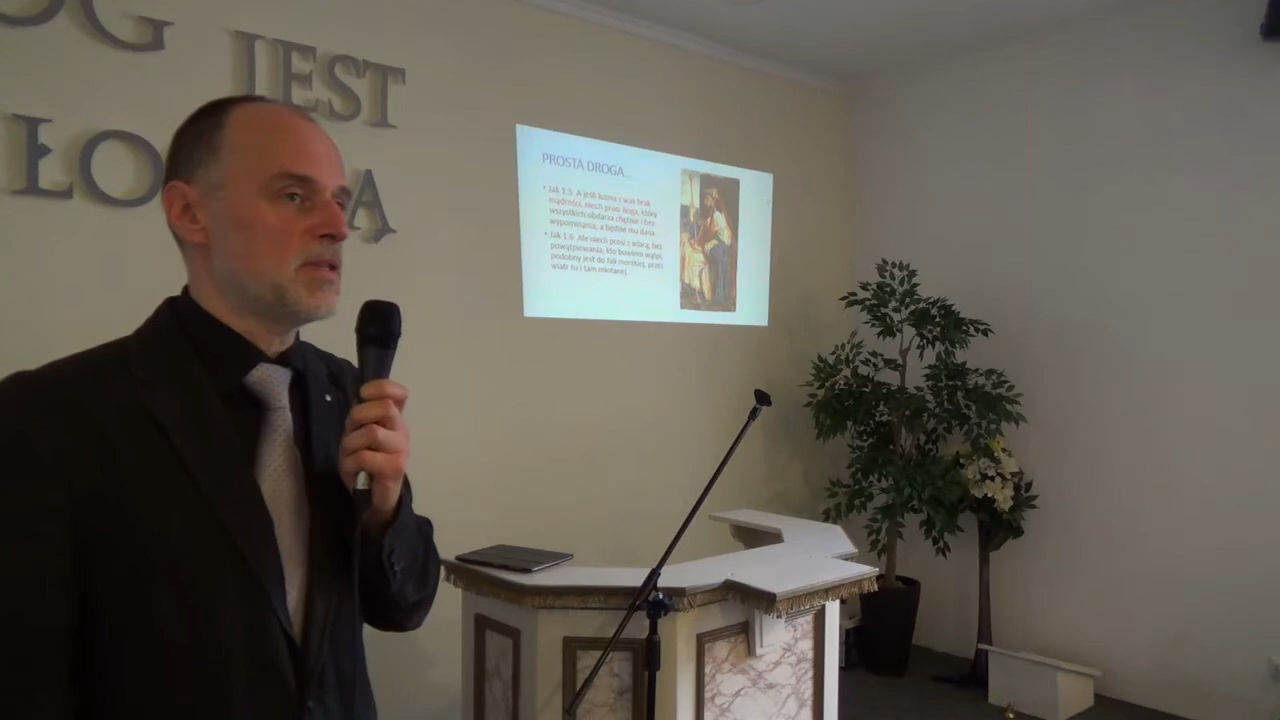 ÓG JEST
ŁO A
PROSTA DROGA...
• Jak 1:5 A jeśli komu z was brak
mądrości, niech prosi Boga, który
wszystkich obdarza chętnie i bez
wypominania, a będzie mu dana.
• Jak 1:6 Ale niech prosi z wiarą, bez
powątpiewania; kto bowiem wątpi,
podobny jest do fali morskiej, przez
wiatr tu i tam miotanej.